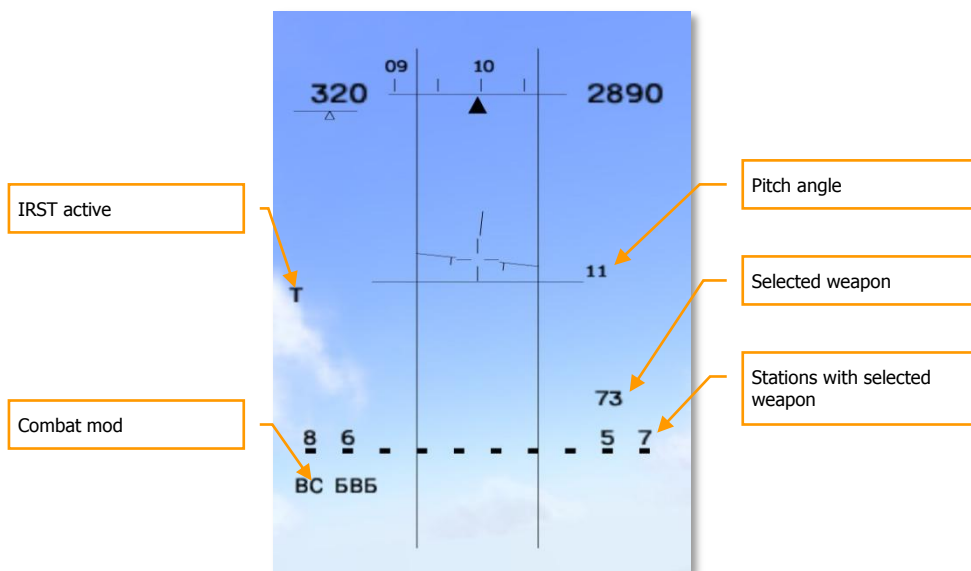 09 10
320
2890
IRST active
Pitch angle
11
T
Selected weapon
73
Stations with selected
weapon
Combat mod
8 6 5 7
ВС БВБ